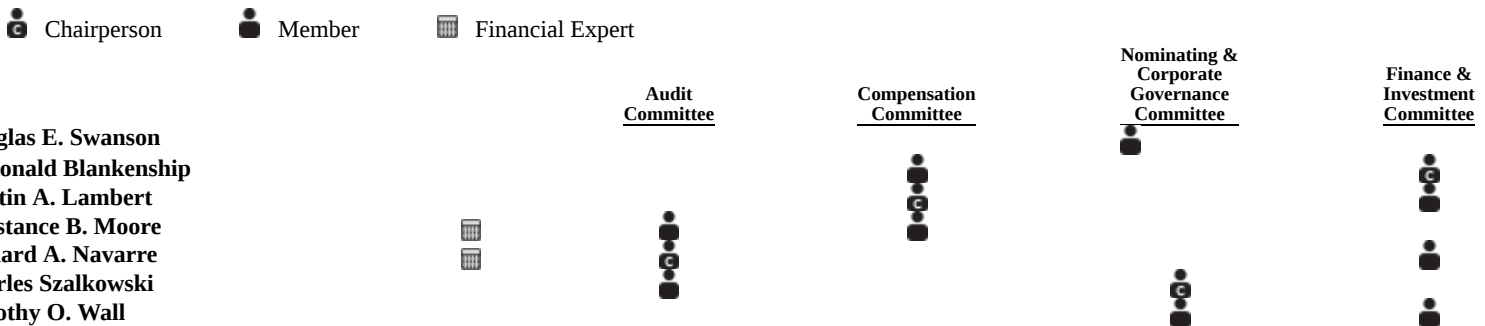 Chairperson Member Financial Expert
Nominating &
Corporate Finance &
Audit Compensation Governance Investment
Committee Committee Committee Committee
glas E. Swanson
onald Blankenship
tin A. Lambert
stance B. Moore
ard A. Navarre
rles Szalkowski
othy O. Wall